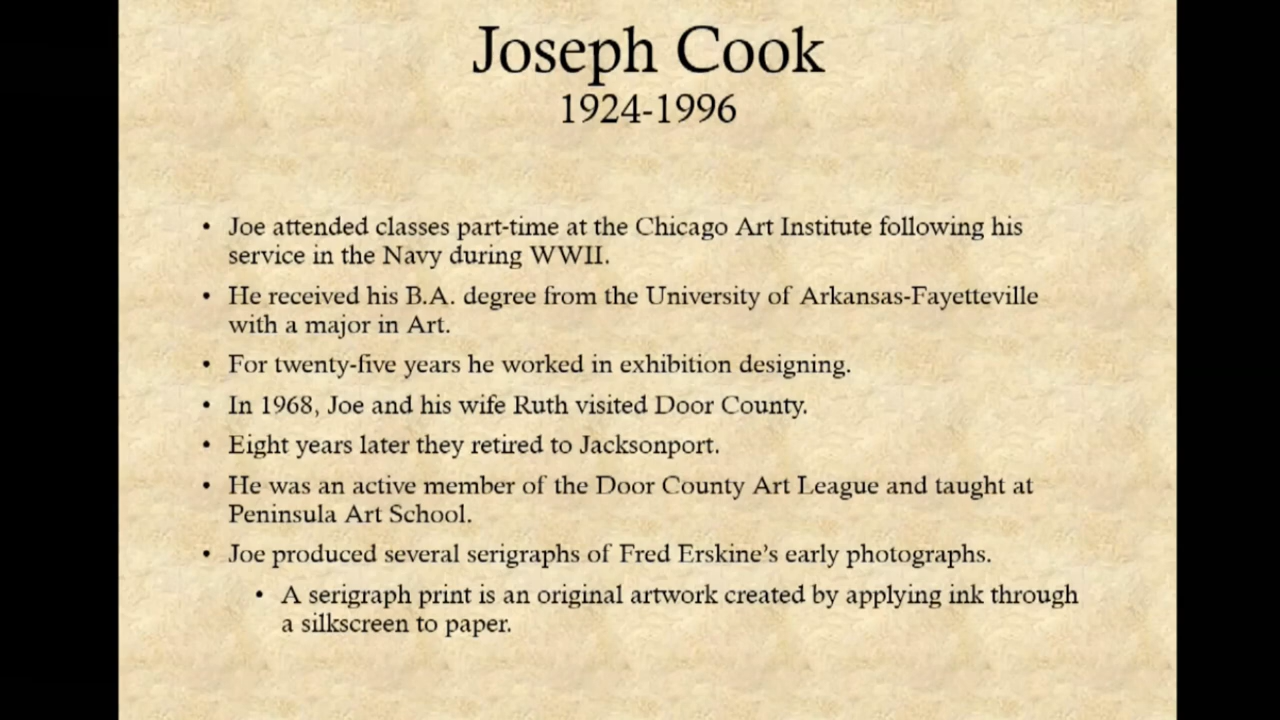 Joseph Cook
1924-1996
• Joe attended classes part-time at the Chicago Art Institute following his
service in the Navy during WWII.
• He received his B.A. degree from the University of Arkansas-Fayetteville
with a major in Art.
• For twenty-five years he worked in exhibition designing.
• In 1968, Joe and his wife Ruth visited Door County.
• Eight years later they retired to Jacksonport.
• He was an active member of the Door County Art League and taught at
Peninsula Art School.
• Joe produced several serigraphs of Fred Erskine’s early photographs.
• A serigraph print is an original artwork created by applying ink through
a silkscreen to paper.